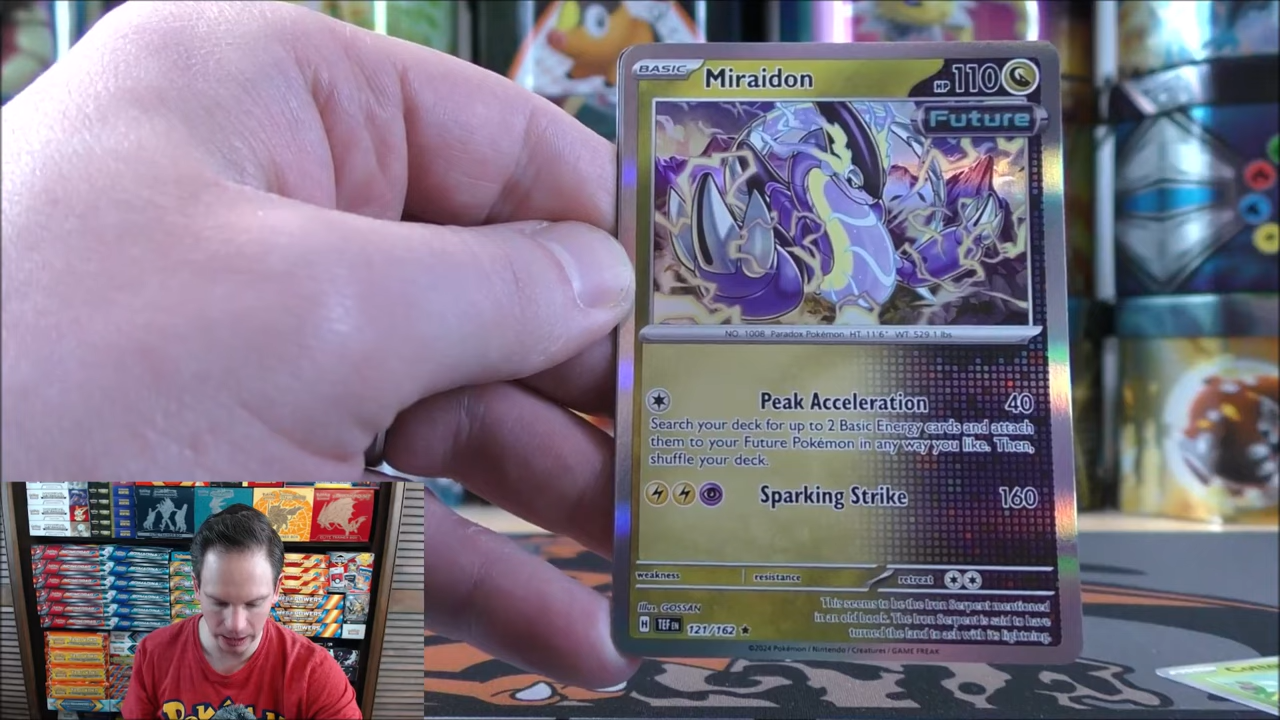 BASIC
Miraidon
HP 110
Future
NO. 1008 Paradox Pokémon HT. 11'6" WT. 529.1 lbs
Peak Acceleration 40
Search your deck for up to 2 Basic Energy cards and attach
them to your Future Pokémon in any way you like. Then,
shuffle your deck.
Sparking Strike 160
weakness resistance retreat
Illus. GOSSAN
H TEF EN 121/162
This seems to be the Iron Serpent mentioned
in an old book. The Iron Serpent is said to have
turned the land to ash with its lightning.
©2024 Pokémon / Nintendo / Creatures / GAME FREAK